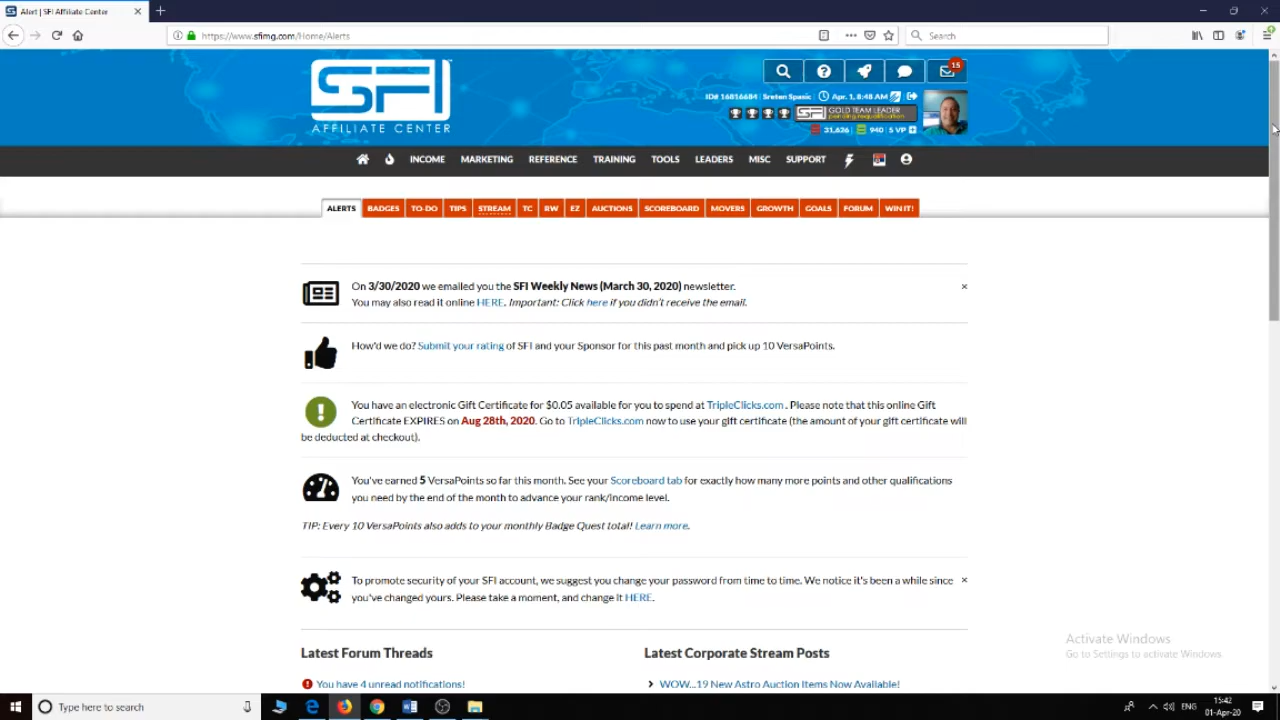 Alert | SFI Affiliate Center
https://www.sfimg.com/Home/Alerts
Search
SFI
AFFILIATE CENTER
15
ID# 16816684 | Sreten Spasic | Apr. 1, 8:48 AM
SFI GOLD TEAM LEADER
pending requalification
31,626 | 940 | 5 VP
INCOME MARKETING REFERENCE TRAINING TOOLS LEADERS MISC SUPPORT
ALERTS BADGES TO-DO TIPS STREAM TC RW EZ AUCTIONS SCOREBOARD MOVERS GROWTH GOALS FORUM WIN IT!
On 3/30/2020 we emailed you the SFI Weekly News (March 30, 2020) newsletter.
You may also read it online HERE. Important: Click here if you didn't receive the email.
How'd we do? Submit your rating of SFI and your Sponsor for this past month and pick up 10 VersaPoints.
You have an electronic Gift Certificate for $0.05 available for you to spend at TripleClicks.com . Please note that this online Gift
Certificate EXPIRES on Aug 28th, 2020. Go to TripleClicks.com now to use your gift certificate (the amount of your gift certificate will
be deducted at checkout).
You've earned 5 VersaPoints so far this month. See your Scoreboard tab for exactly how many more points and other qualifications
you need by the end of the month to advance your rank/income level.
TIP: Every 10 VersaPoints also adds to your monthly Badge Quest total! Learn more.
To promote security of your SFI account, we suggest you change your password from time to time. We notice it's been a while since
you've changed yours. Please take a moment, and change it HERE.
Latest Forum Threads
Latest Corporate Stream Posts
You have 4 unread notifications!
WOW...19 New Astro Auction Items Now Available!
Activate Windows
Go to Settings to activate Windows.
Type here to search
ENG
15:42
01-Apr-20